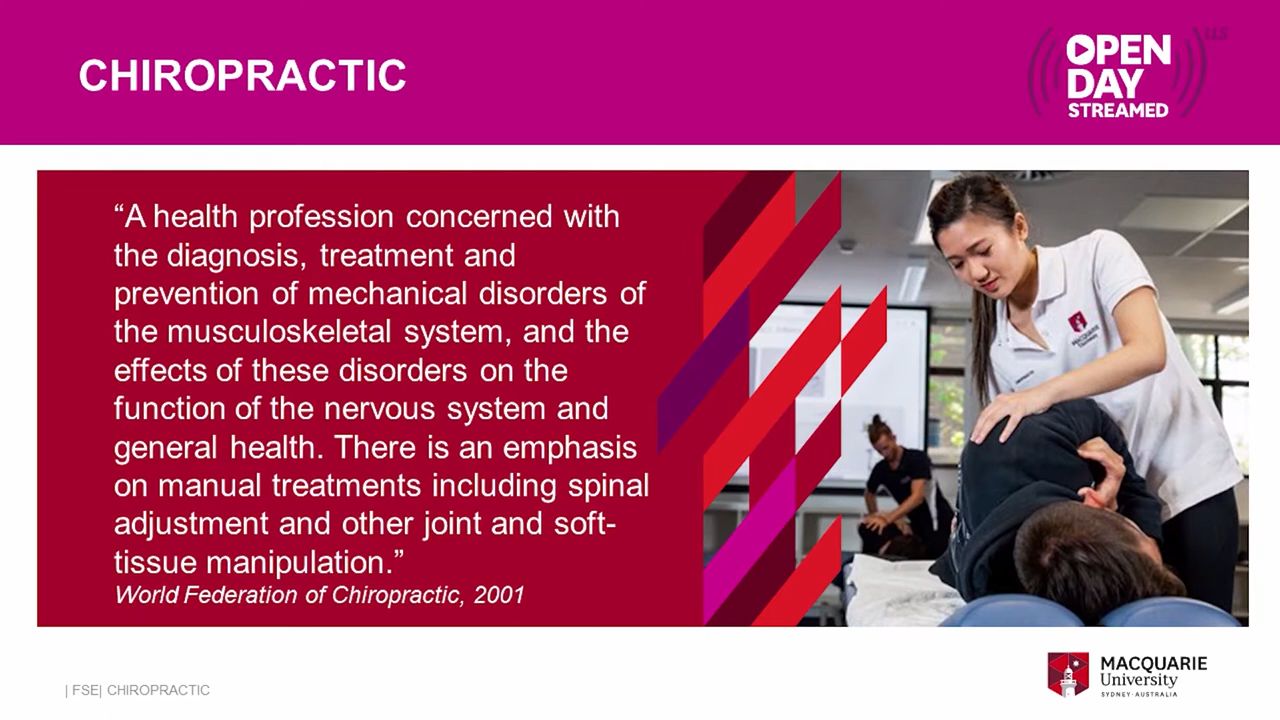 CHIROPRACTIC
OPEN
DAY
STREAMED
“A health profession concerned with
the diagnosis, treatment and
prevention of mechanical disorders of
the musculoskeletal system, and the
effects of these disorders on the
function of the nervous system and
general health. There is an emphasis
on manual treatments including spinal
adjustment and other joint and soft-
tissue manipulation.”
World Federation of Chiropractic, 2001
MACQUARIE
University
| FSE| CHIROPRACTIC
MACQUARIE
University
SYDNEY·AUSTRALIA